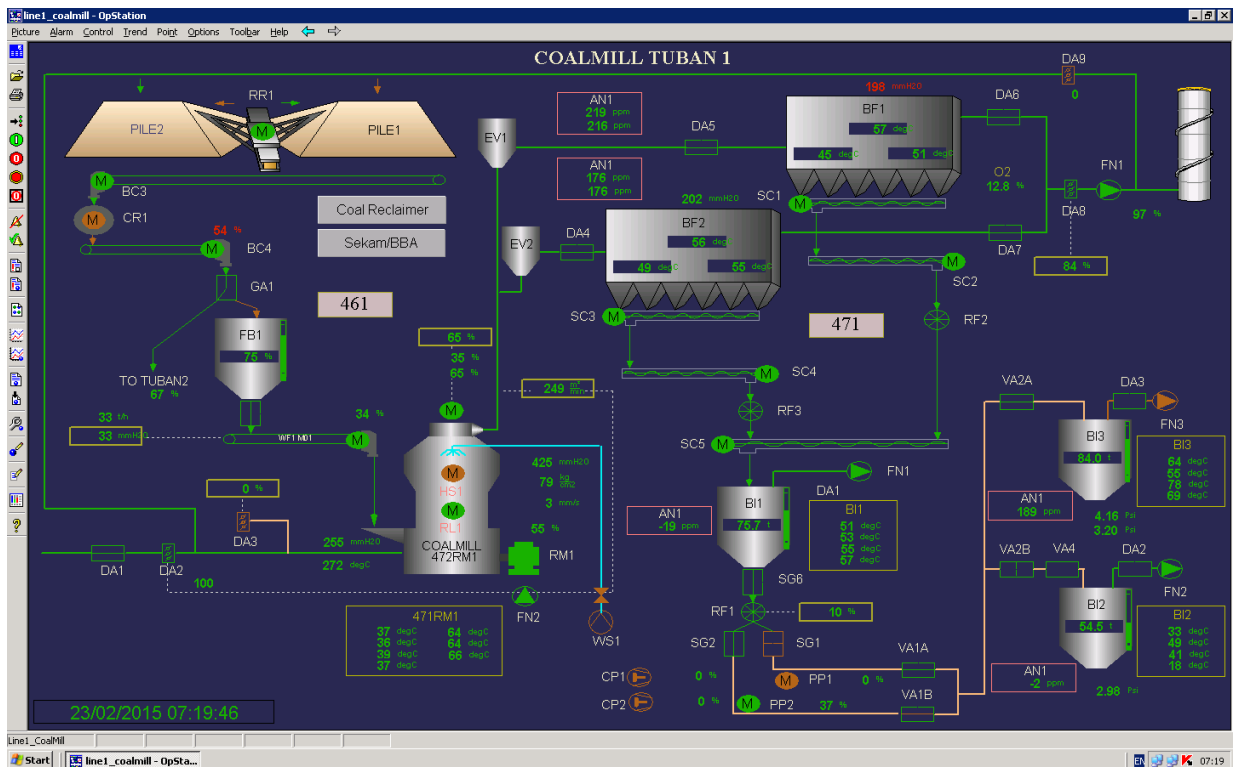 line1_coalmill - OpStation
Picture Alarm Control Trend Point Options Toolbar Help
COALMILL TUBAN 1
DA9
0
RR1
PILE2
PILE1
AN1
219 ppm
216 ppm
AN1
176 ppm
176 ppm
EV1
DA5
198 mmH2O
BF1
57 degC
45 degC
51 degC
DA6
O2
12.8 %
FN1
DA8
97 %
84 %
DA7
BC3
CR1
54 %
BC4
GA1
Coal Reclaimer
Sekam/BBA
461
EV2
DA4
202 mmH2O
BF2
56 degC
49 degC
55 degC
SC1
SC2
SC3
471
RF2
FB1
75 %
TO TUBAN2
67 %
65 %
35 %
65 %
249 m³/min
SC4
RF3
SC5
33 t/h
33 mmH2O
34 %
WF1 M01
0 %
DA3
HS1
RL1
COALMILL
472RM1
425 mmH2O
79 kg/cm2
3 mm/s
55 %
RM1
255 mmH2O
272 degC
DA1
DA2
100
FN2
WS1
471RM1
37 degC 64 degC
36 degC 64 degC
39 degC 66 degC
37 degC
FN1
DA1
BI1
75.7 t
AN1
-19 ppm
BI1
51 degC
53 degC
55 degC
57 degC
SG6
RF1
10 %
SG2
SG1
VA1A
VA1B
CP1
0 %
PP1
0 %
CP2
0 %
PP2
37 %
VA2A
DA3
FN3
BI3
84.0 t
BI3
64 degC
55 degC
78 degC
69 degC
AN1
189 ppm
4.16 Psi
3.20 Psi
VA2B
VA4
DA2
FN2
BI2
54.5 t
BI2
33 degC
49 degC
41 degC
18 degC
AN1
-2 ppm
2.98 Psi
23/02/2015 07:19:46
Line1_CoalMill
Start
line1_coalmill - OpSta...
EN
07:19